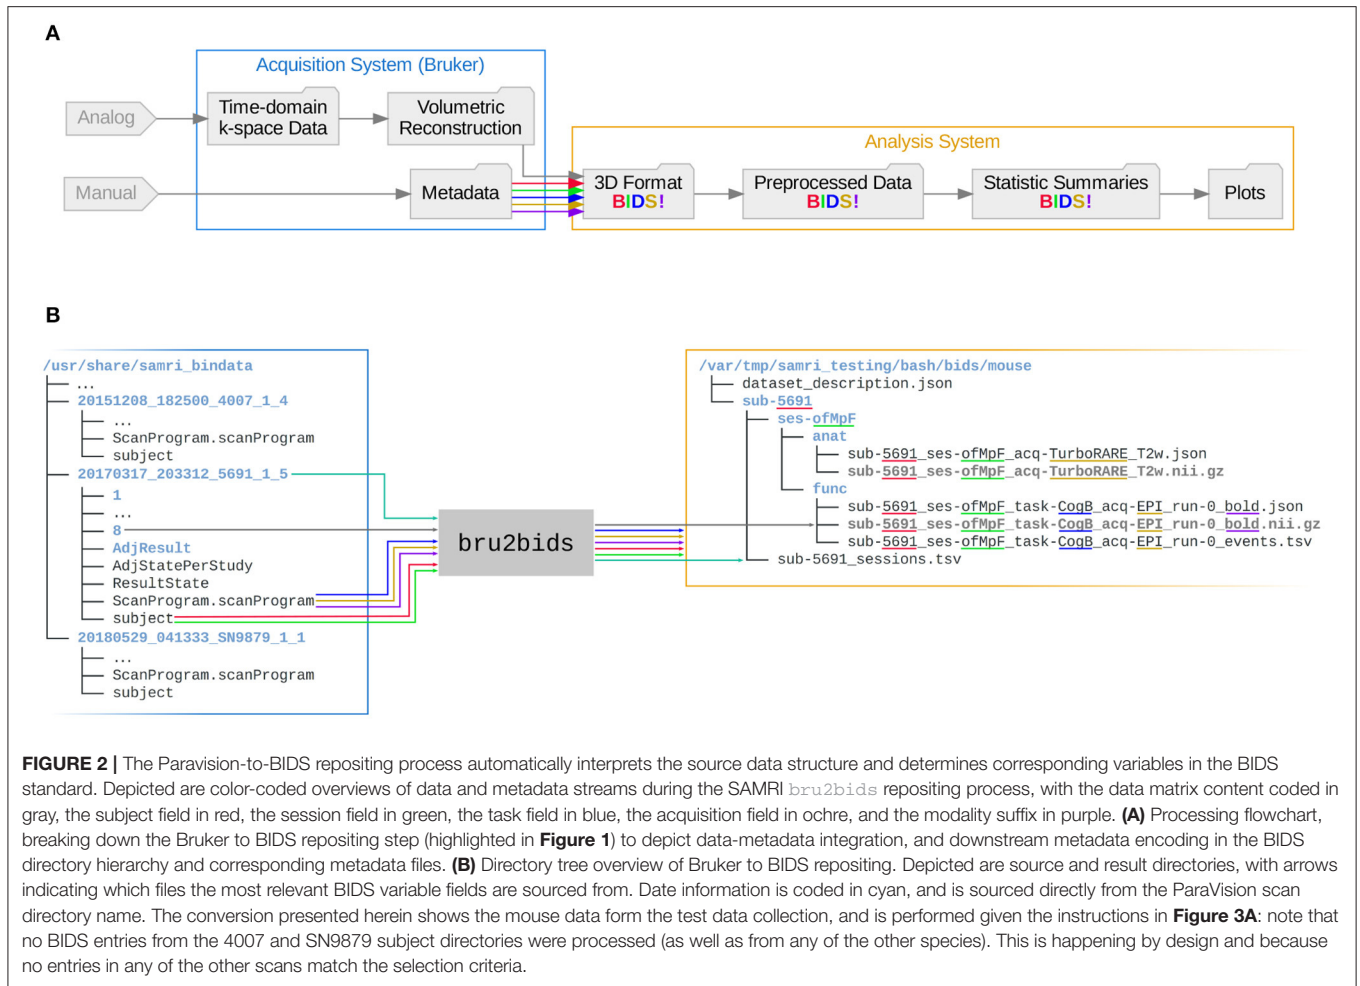 A
Acquisition System (Bruker)
Analog
Time-domain
k-space Data
Volumetric
Reconstruction
Analysis System
Manual
Metadata
3D Format
BIDS!
Preprocessed Data
BIDS!
Statistic Summaries
BIDS!
Plots
B
/usr/share/samri_bindata
...
20151208_182500_4007_1_4
...
ScanProgram.scanProgram
subject
20170317_203312_5691_1_5
1
...
8
AdjResult
AdjStatePerStudy
ResultState
ScanProgram.scanProgram
subject
20180529_041333_SN9879_1_1
...
ScanProgram.scanProgram
subject
bru2bids
/var/tmp/samri_testing/bash/bids/mouse
dataset_description.json
sub-5691
ses-ofMpF
anat
sub-5691_ses-ofMpF_acq-TurboRARE_T2w.json
sub-5691_ses-ofMpF_acq-TurboRARE_T2w.nii.gz
func
sub-5691_ses-ofMpF_task-CogB_acq-EPI_run-0_bold.json
sub-5691_ses-ofMpF_task-CogB_acq-EPI_run-0_bold.nii.gz
sub-5691_ses-ofMpF_task-CogB_acq-EPI_run-0_events.tsv
sub-5691_sessions.tsv
FIGURE 2 | The Paravision-to-BIDS repositing process automatically interprets the source data structure and determines corresponding variables in the BIDS
standard. Depicted are color-coded overviews of data and metadata streams during the SAMRI bru2bids repositing process, with the data matrix content coded in
gray, the subject field in red, the session field in green, the task field in blue, the acquisition field in ochre, and the modality suffix in purple. (A) Processing flowchart,
breaking down the Bruker to BIDS repositing step (highlighted in Figure 1) to depict data-metadata integration, and downstream metadata encoding in the BIDS
directory hierarchy and corresponding metadata files. (B) Directory tree overview of Bruker to BIDS repositing. Depicted are source and result directories, with arrows
indicating which files the most relevant BIDS variable fields are sourced from. Date information is coded in cyan, and is sourced directly from the ParaVision scan
directory name. The conversion presented herein shows the mouse data form the test data collection, and is performed given the instructions in Figure 3A: note that
no BIDS entries from the 4007 and SN9879 subject directories were processed (as well as from any of the other species). This is happening by design and because
no entries in any of the other scans match the selection criteria.